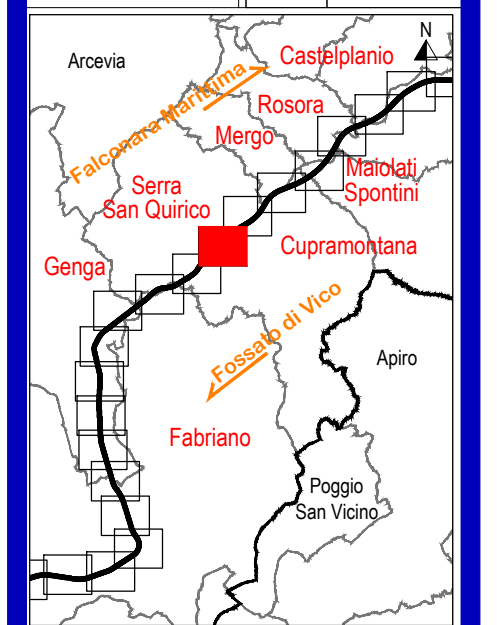 N
Castelplanio
Arcevia
Falconara Marittima
Rosora
Mergo
Maiolati
Spontini
Serra
San Quirico
Cupramontana
Genga
Fossato di Vico
Apiro
Fabriano
Poggio
San Vicino